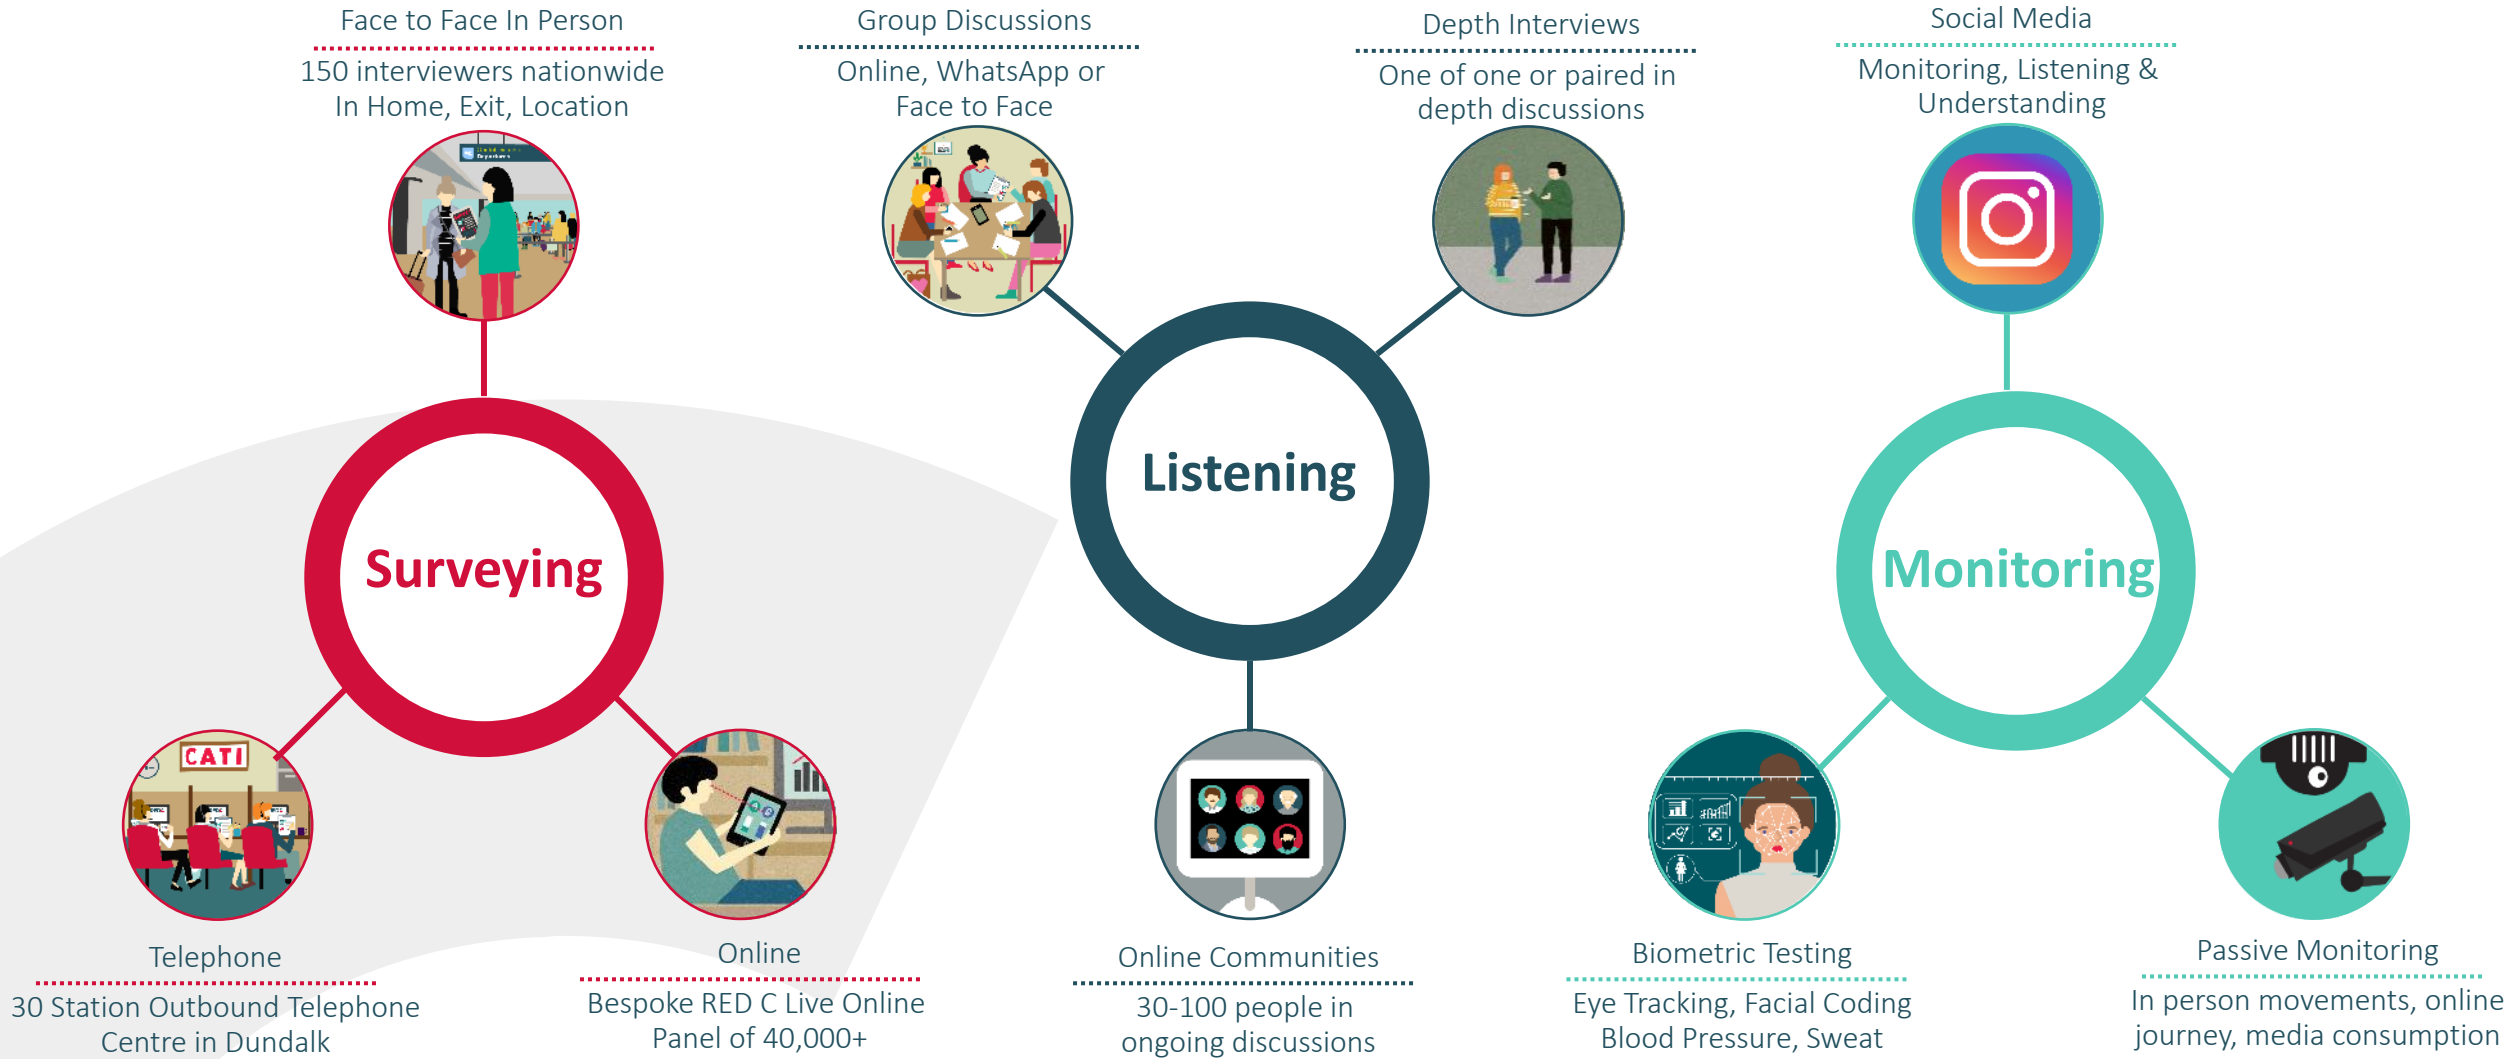 Face to Face In Person
150 interviewers nationwide
In Home, Exit, Location
Group Discussions
Online, WhatsApp or
Face to Face
Depth Interviews
One of one or paired in
depth discussions
Social Media
Monitoring, Listening &
Understanding
Departures
Surveying
Listening
Monitoring
CATI
Telephone
30 Station Outbound Telephone
Centre in Dundalk
Online
Bespoke RED C Live Online
Panel of 40,000+
Online Communities
30-100 people in
ongoing discussions
Biometric Testing
Eye Tracking, Facial Coding
Blood Pressure, Sweat
Passive Monitoring
In person movements, online
journey, media consumption